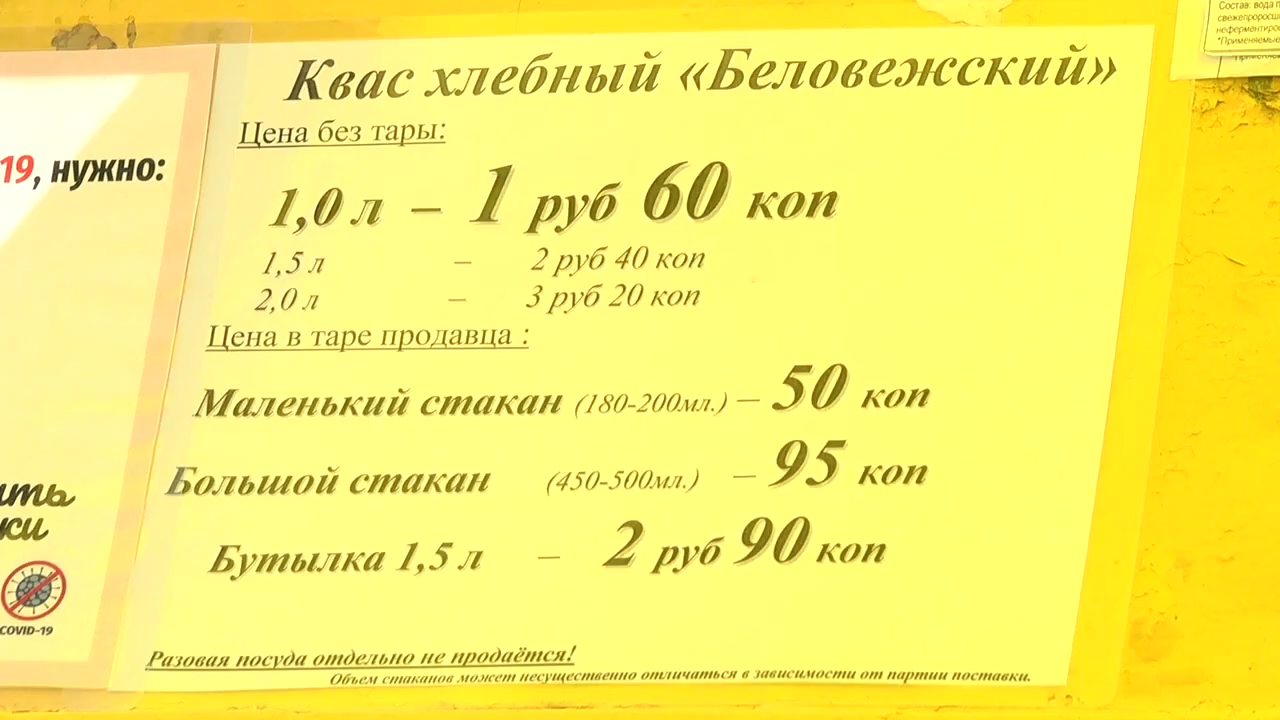 Квас хлебный «Беловежский»
Цена без тары:
1,0 л – 1 руб 60 коп
1,5 л – 2 руб 40 коп
2,0 л – 3 руб 20 коп
Цена в таре продавца :
Маленький стакан (180-200мл.) – 50 коп
Большой стакан (450-500мл.) – 95 коп
Бутылка 1,5 л – 2 руб 90 коп
Разовая посуда отдельно не продаётся!
Объем стаканов может несущественно отличаться в зависимости от партии поставки.
19, нужно:
COVID-19
Состав: вода